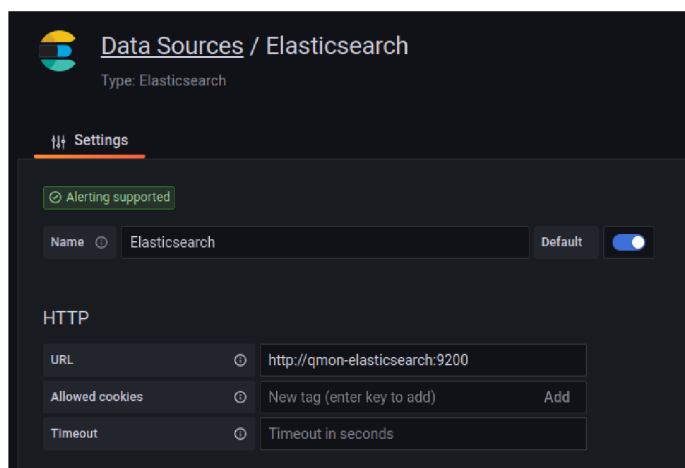 Data Sources / Elasticsearch
Type: Elasticsearch
Settings
Alerting supported
Name Elasticsearch Default
HTTP
URL http://qmon-elasticsearch:9200
Allowed cookies New tag (enter key to add) Add
Timeout Timeout in seconds